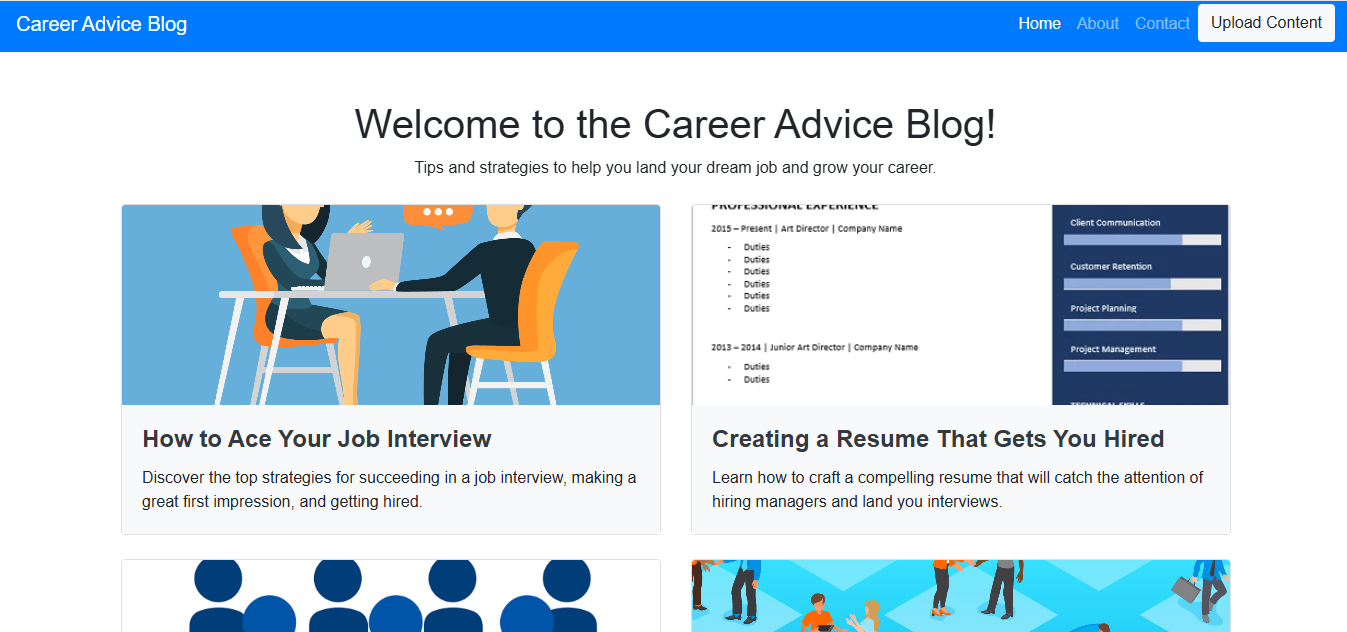 Career Advice Blog
Home About Contact Upload Content
Welcome to the Career Advice Blog!
Tips and strategies to help you land your dream job and grow your career.
PROFESSIONAL EXPERIENCE
2015 – Present | Art Director | Company Name
- Duties
- Duties
- Duties
- Duties
- Duties
- Duties
2013 – 2014 | Junior Art Director | Company Name
- Duties
- Duties
Client Communication
Customer Retention
Project Planning
Project Management
TECHNICAL SKILLS
How to Ace Your Job Interview
Discover the top strategies for succeeding in a job interview, making a
great first impression, and getting hired.
Creating a Resume That Gets You Hired
Learn how to craft a compelling resume that will catch the attention of
hiring managers and land you interviews.